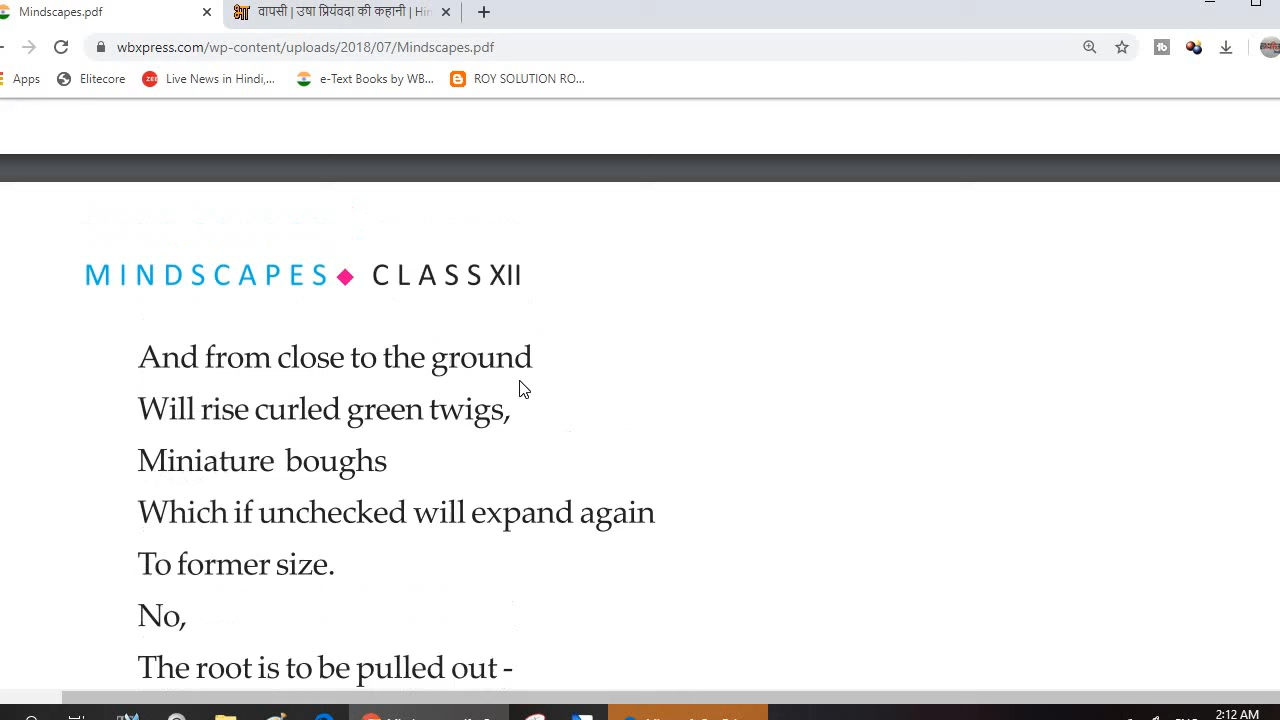 Mindscapes.pdf
वापसी | उषा प्रियंवदा की कहानी | Hin
wbxpress.com/wp-content/uploads/2018/07/Mindscapes.pdf
Apps Elitecore Live News in Hindi,... e-Text Books by WB... ROY SOLUTION RO...
MINDSCAPES CLASS XII
And from close to the ground
Will rise curled green twigs,
Miniature boughs
Which if unchecked will expand again
To former size.
No,
The root is to be pulled out -
2:12 AM